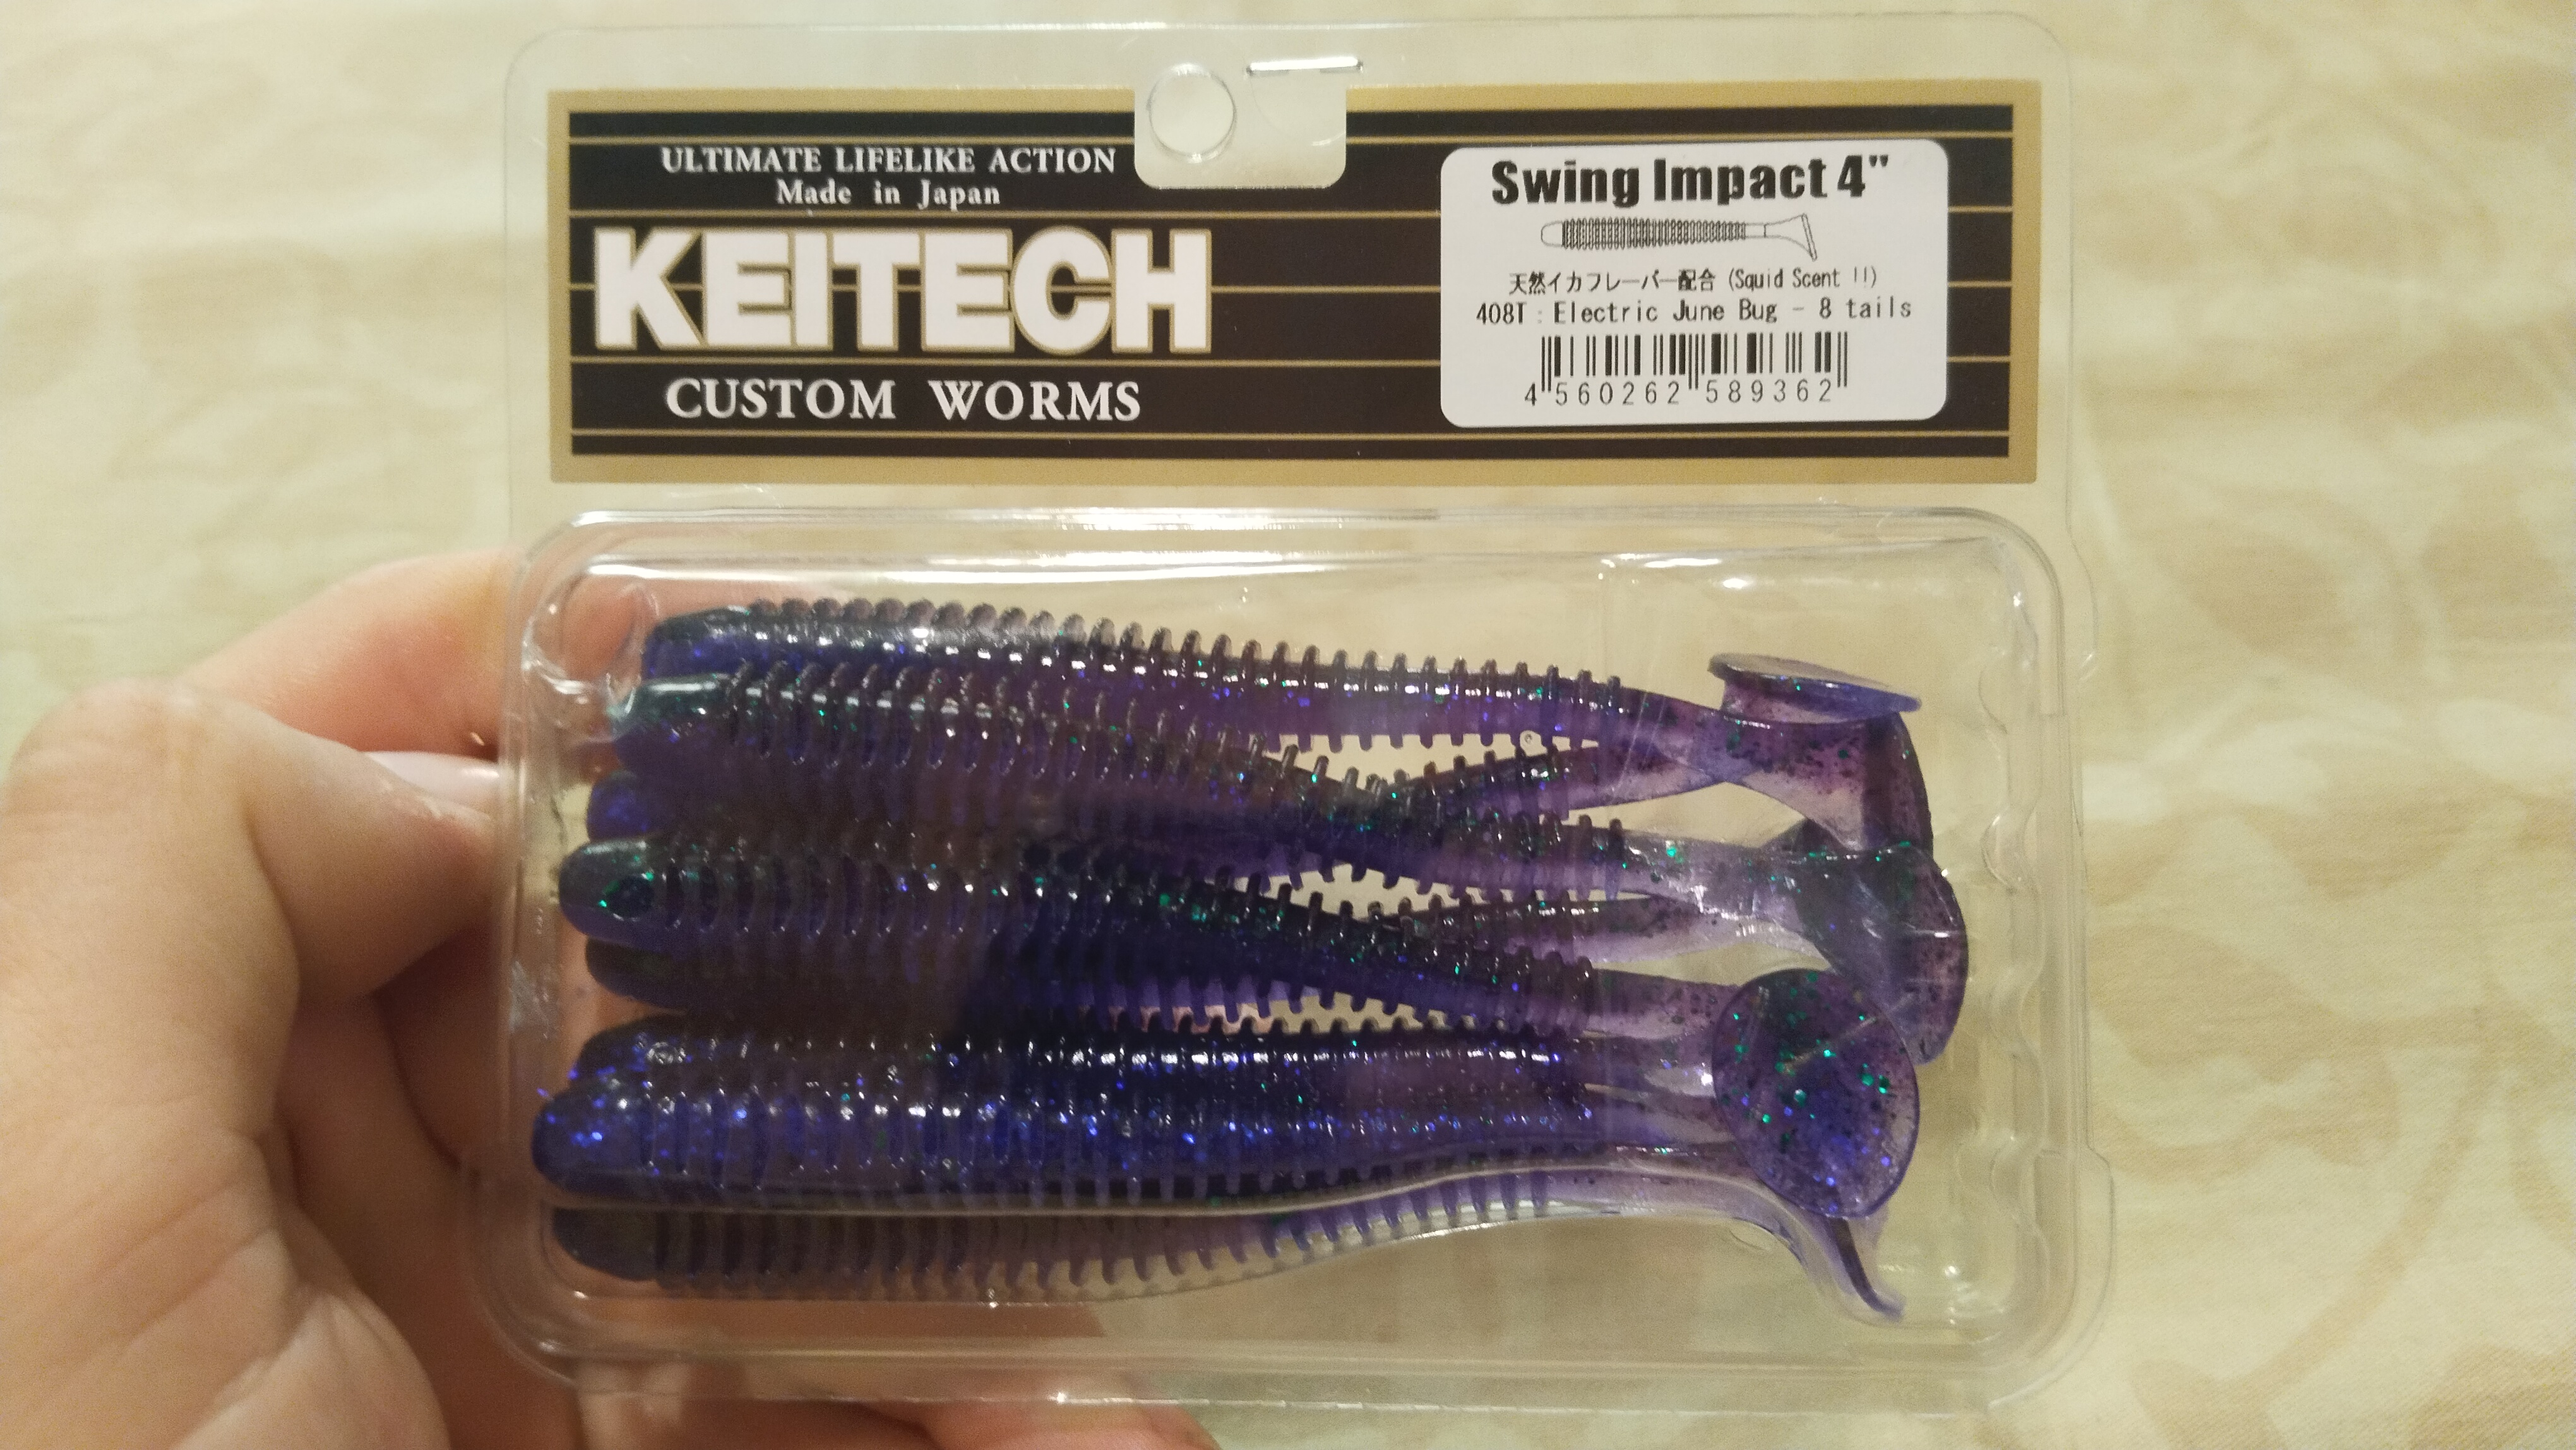 ULTIMATE LIFELIKE ACTION
Made in Japan
KEITECH
CUSTOM WORMS
Swing Impact 4"
天然イカフレーバー配合 (Squid Scent !!)
408T : Electric June Bug - 8 tails
4 560262 589362